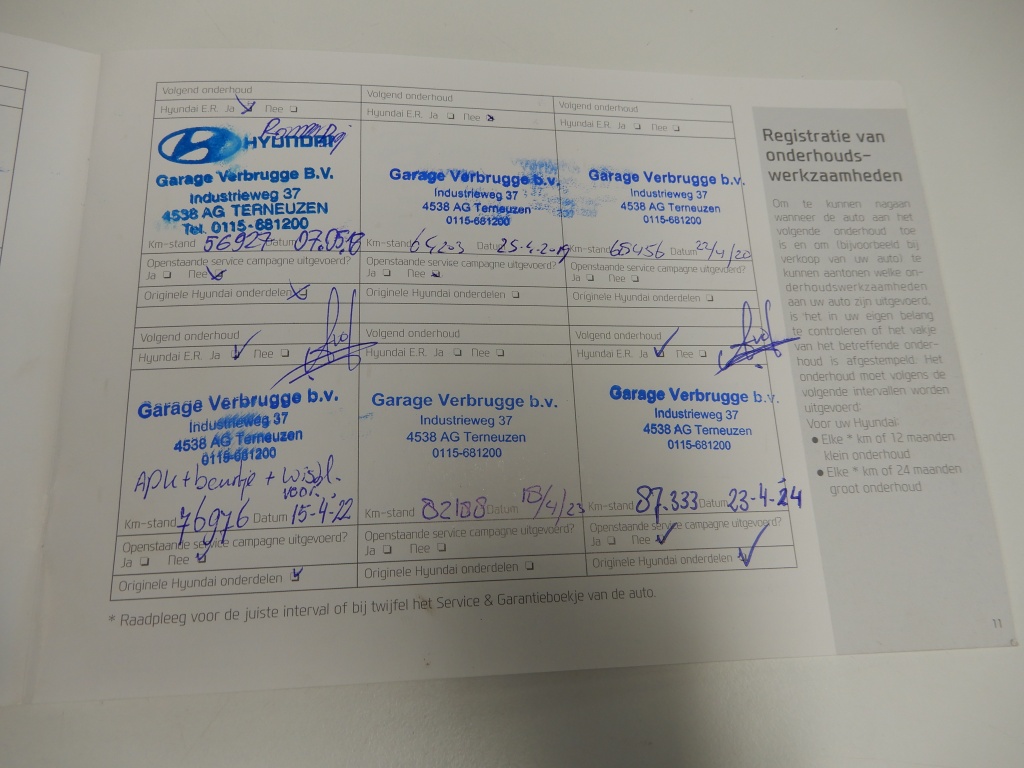 Volgend onderhoud
Hyundai E.R. Ja ☑ Nee ☐
HYUNDAI
Garage Verbrugge B.V.
Industrieweg 37
4538 AG TERNEUZEN
Tel. 0115-681200
Km-stand 56927 Datum 07.05.18
Openstaande service campagne uitgevoerd?
Ja ☐ Nee ☑
Originele Hyundai onderdelen ☑
Volgend onderhoud
Hyundai E.R. Ja ☐ Nee ☑
Garage Verbrugge b.v.
Industrieweg 37
4538 AG Terneuzen
0115-681200
Km-stand 64203 Datum 25-4-2-19
Openstaande service campagne uitgevoerd?
Ja ☐ Nee ☑
Originele Hyundai onderdelen ☐
Volgend onderhoud
Hyundai E.R. Ja ☐ Nee ☐
Garage Verbrugge b.v.
Industrieweg 37
4538 AG Terneuzen
0115-681200
Km-stand 65456 Datum 22/4/20
Openstaande service campagne uitgevoerd?
Ja ☐ Nee ☐
Originele Hyundai onderdelen ☐
Volgend onderhoud
Hyundai E.R. Ja ☑ Nee ☐
Garage Verbrugge b.v.
Industrieweg 37
4538 AG Terneuzen
0115-681200
APK + beurtje + wisbl.
voor.
Km-stand 76976 Datum 15-4-22
Openstaande service campagne uitgevoerd?
Ja ☐ Nee ☑
Originele Hyundai onderdelen ☑
Volgend onderhoud
Hyundai E.R. Ja ☐ Nee ☐
Garage Verbrugge b.v.
Industrieweg 37
4538 AG Terneuzen
0115-681200
Km-stand 82188 Datum 18/4/23
Openstaande service campagne uitgevoerd?
Ja ☐ Nee ☐
Originele Hyundai onderdelen ☐
Volgend onderhoud
Hyundai E.R. Ja ☑ Nee ☐
Garage Verbrugge b.v.
Industrieweg 37
4538 AG Terneuzen
0115-681200
Km-stand 87.333 Datum 23-4-24
Openstaande service campagne uitgevoerd?
Ja ☐ Nee ☑
Originele Hyundai onderdelen ☑
* Raadpleeg voor de juiste interval of bij twijfel het Service & Garantieboekje van de auto.
Registratie van
onderhouds-
werkzaamheden
Om te kunnen nagaan
wanneer de auto aan het
volgende onderhoud toe
is en om (bijvoorbeeld bij
verkoop van uw auto) te
kunnen aantonen welke on-
derhoudswerkzaamheden
aan uw auto zijn uitgevoerd,
is het in uw eigen belang
te controleren of het vakje
van het betreffende onder-
houd is afgestempeld. Het
onderhoud moet volgens de
volgende intervallen worden
uitgevoerd:
Voor uw Hyundai:
● Elke * km of 12 maanden
klein onderhoud
● Elke * km of 24 maanden
groot onderhoud
11